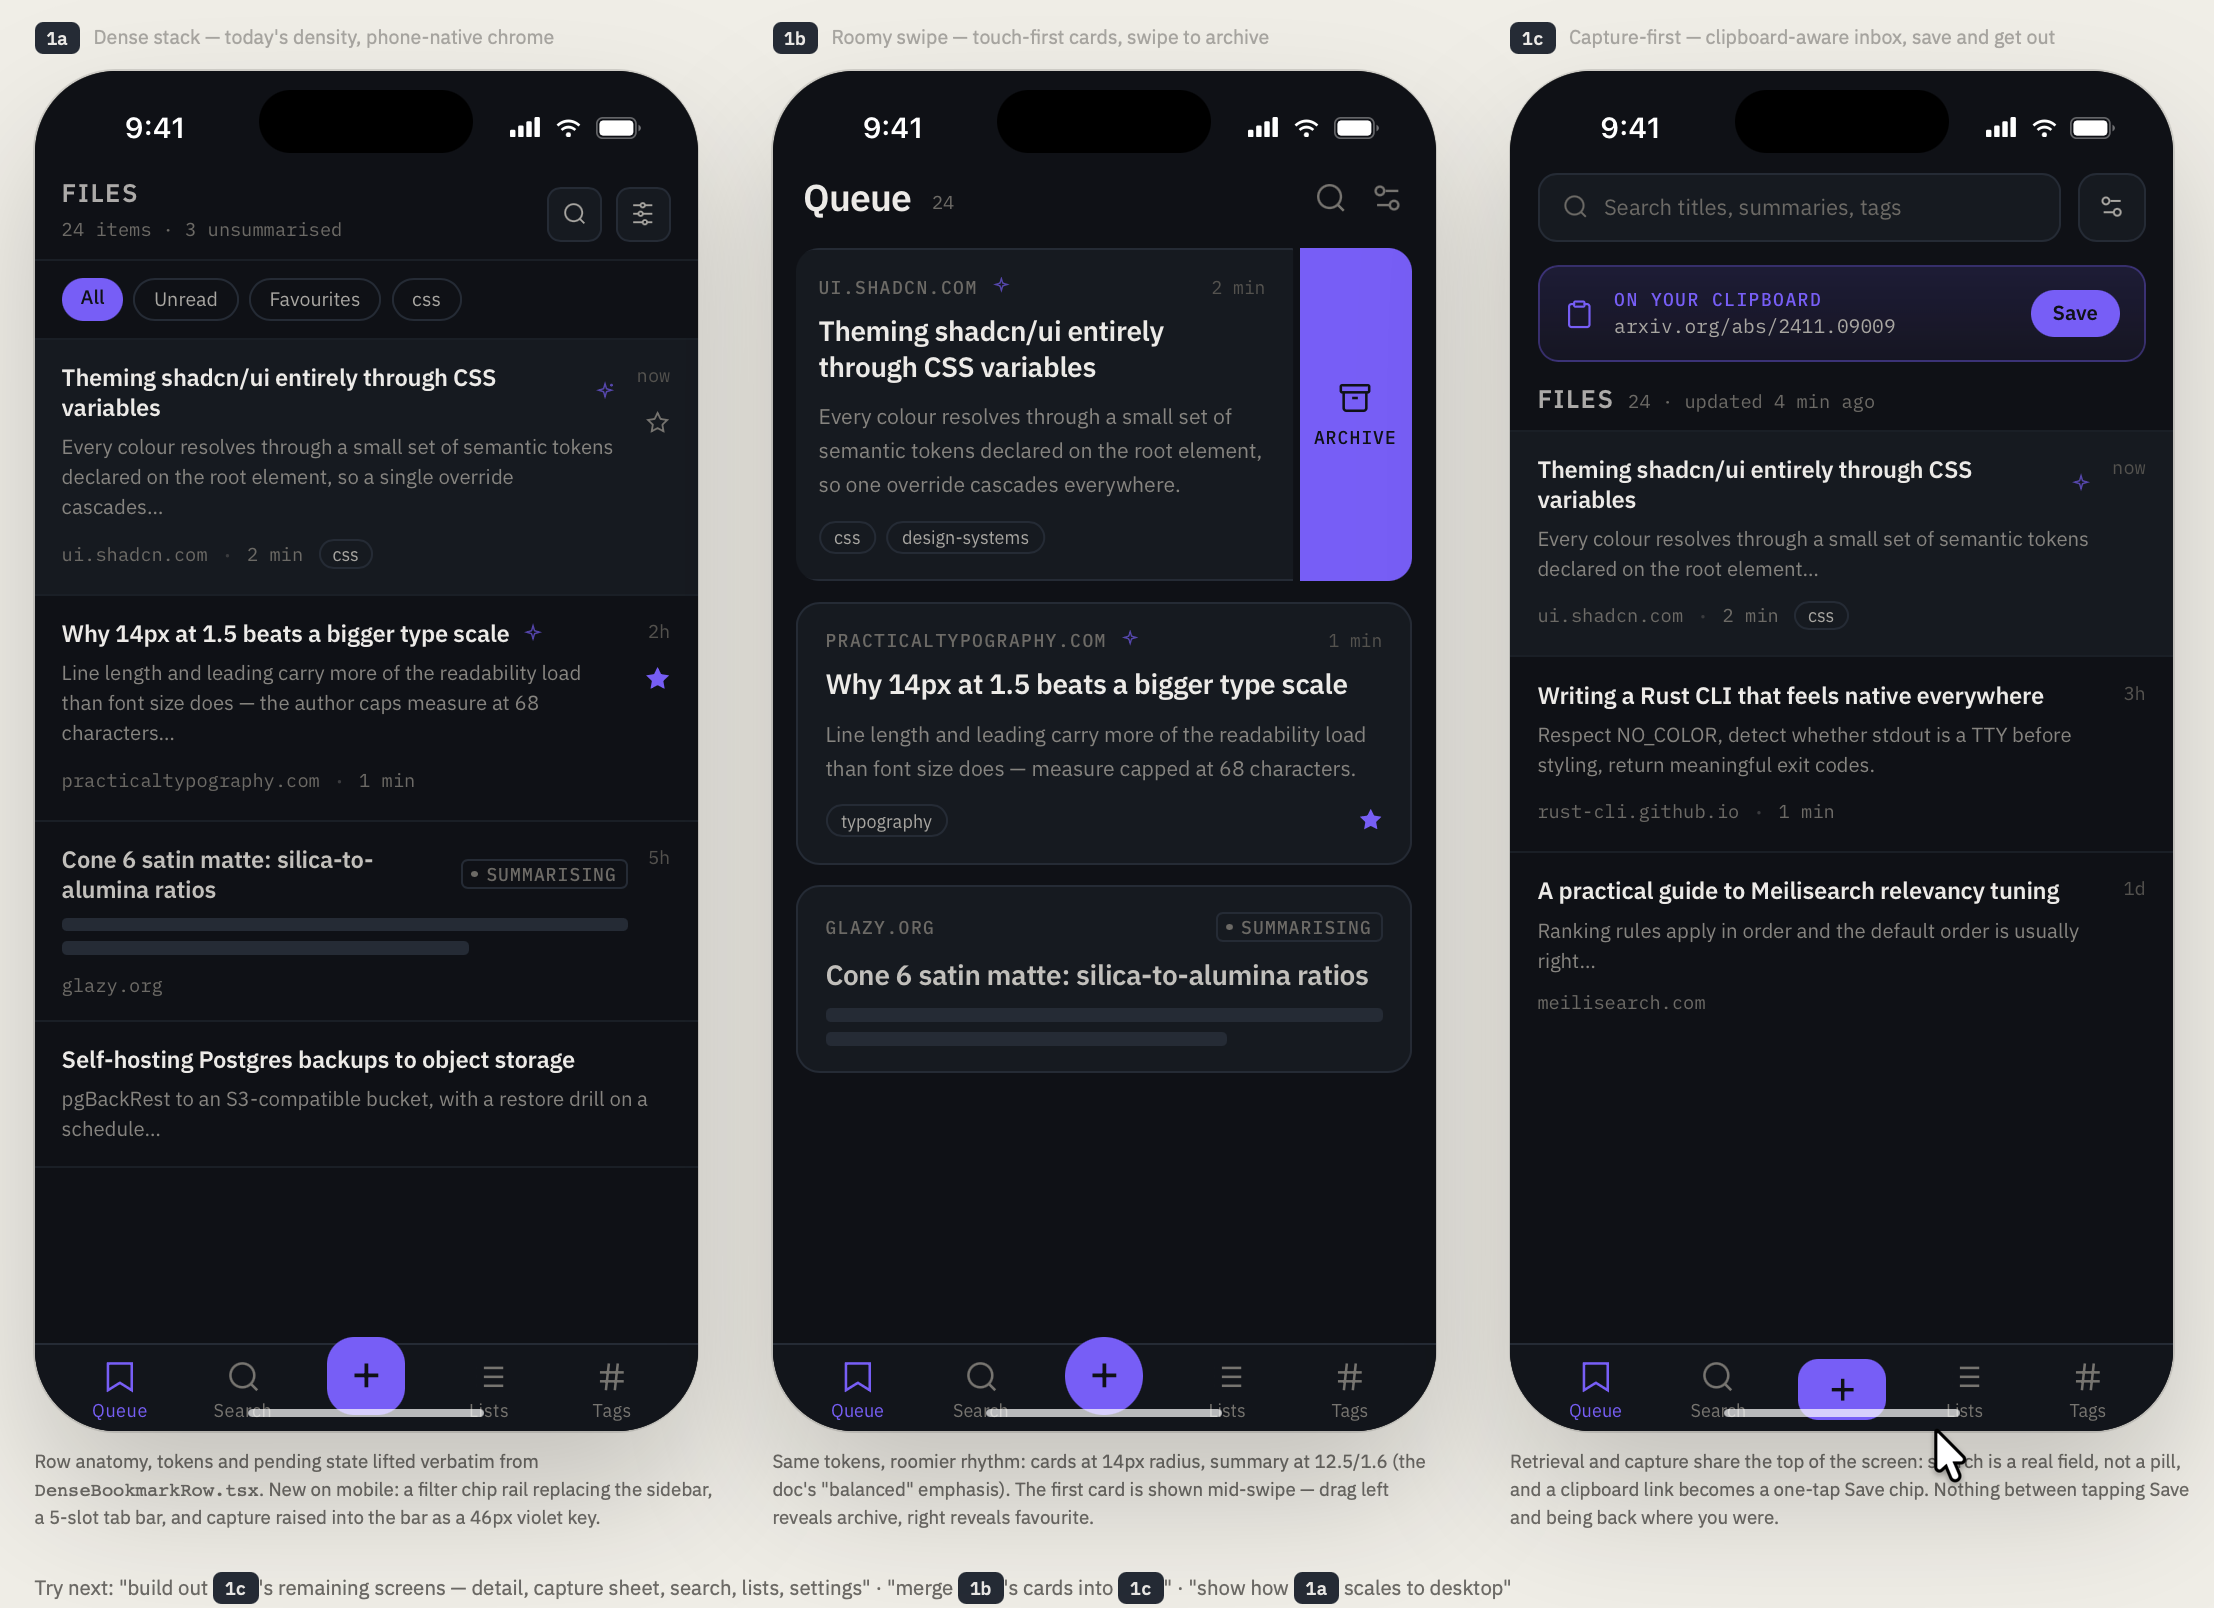 1a Dense stack — today's density, phone-native chrome
9:41
FILES
24 items · 3 unsummarised
All Unread Favourites css
Theming shadcn/ui entirely through CSS now
variables
Every colour resolves through a small set of semantic tokens
declared on the root element, so a single override
cascades...
ui.shadcn.com · 2 min css
Why 14px at 1.5 beats a bigger type scale 2h
Line length and leading carry more of the readability load
than font size does — the author caps measure at 68
characters...
practicaltypography.com · 1 min
Cone 6 satin matte: silica-to- SUMMARISING 5h
alumina ratios
glazy.org
Self-hosting Postgres backups to object storage
pgBackRest to an S3-compatible bucket, with a restore drill on a
schedule...
Queue Search + Lists Tags
Row anatomy, tokens and pending state lifted verbatim from
DenseBookmarkRow.tsx. New on mobile: a filter chip rail replacing the sidebar,
a 5-slot tab bar, and capture raised into the bar as a 46px violet key.
1b Roomy swipe — touch-first cards, swipe to archive
9:41
Queue 24
UI.SHADCN.COM 2 min
Theming shadcn/ui entirely
through CSS variables
Every colour resolves through a small set of
semantic tokens declared on the root element,
so one override cascades everywhere.
css design-systems
ARCHIVE
PRACTICALTYPOGRAPHY.COM 1 min
Why 14px at 1.5 beats a bigger type scale
Line length and leading carry more of the readability load
than font size does — measure capped at 68 characters.
typography
GLAZY.ORG SUMMARISING
Cone 6 satin matte: silica-to-alumina ratios
Queue Search + Lists Tags
Same tokens, roomier rhythm: cards at 14px radius, summary at 12.5/1.6 (the
doc's "balanced" emphasis). The first card is shown mid-swipe — drag left
reveals archive, right reveals favourite.
1c Capture-first — clipboard-aware inbox, save and get out
9:41
Search titles, summaries, tags
ON YOUR CLIPBOARD
arxiv.org/abs/2411.09009
Save
FILES 24 · updated 4 min ago
Theming shadcn/ui entirely through CSS now
variables
Every colour resolves through a small set of semantic tokens
declared on the root element...
ui.shadcn.com · 2 min css
Writing a Rust CLI that feels native everywhere 3h
Respect NO_COLOR, detect whether stdout is a TTY before
styling, return meaningful exit codes.
rust-cli.github.io · 1 min
A practical guide to Meilisearch relevancy tuning 1d
Ranking rules apply in order and the default order is usually
right...
meilisearch.com
Queue Search + Lists Tags
Retrieval and capture share the top of the screen: search is a real field, not a pill,
and a clipboard link becomes a one-tap Save chip. Nothing between tapping Save
and being back where you were.
Try next: "build out 1c's remaining screens — detail, capture sheet, search, lists, settings" · "merge 1b's cards into 1c" · "show how 1a scales to desktop"